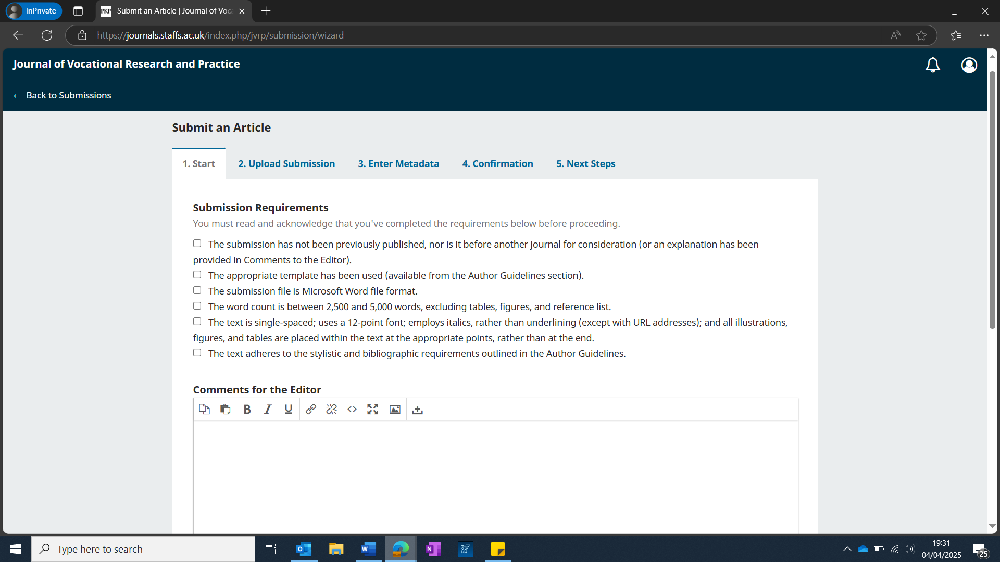 InPrivate
PKP
Submit an Article | Journal of Voca
https://journals.staffs.ac.uk/index.php/jvrp/submission/wizard
Journal of Vocational Research and Practice
← Back to Submissions
Submit an Article
1. Start
2. Upload Submission
3. Enter Metadata
4. Confirmation
5. Next Steps
Submission Requirements
You must read and acknowledge that you've completed the requirements below before proceeding.
The submission has not been previously published, nor is it before another journal for consideration (or an explanation has been
provided in Comments to the Editor).
The appropriate template has been used (available from the Author Guidelines section).
The submission file is Microsoft Word file format.
The word count is between 2,500 and 5,000 words, excluding tables, figures, and reference list.
The text is single-spaced; uses a 12-point font; employs italics, rather than underlining (except with URL addresses); and all illustrations,
figures, and tables are placed within the text at the appropriate points, rather than at the end.
The text adheres to the stylistic and bibliographic requirements outlined in the Author Guidelines.
Comments for the Editor
B I U
Type here to search
19:31
04/04/2025
25